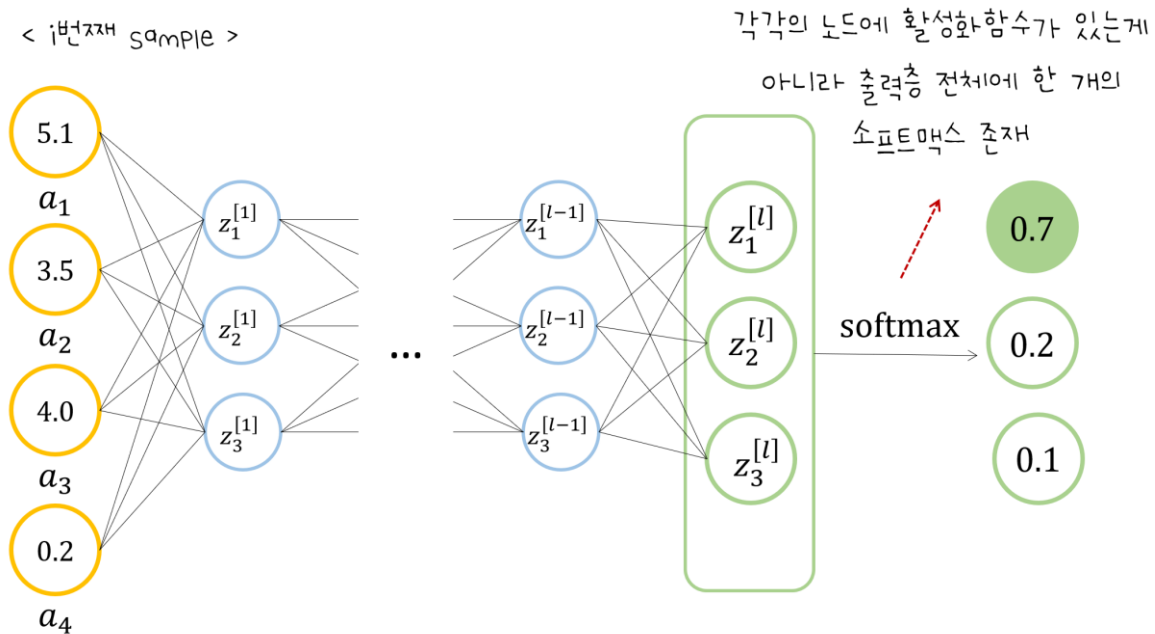 < i번째 sample >
각각의 노드에 활성화함수가 있는게
아니라 출력층 전체에 한 개의
소프트맥스 존재
5.1
a₁
3.5
a₂
4.0
a₃
0.2
a₄
z₁^[1]
z₂^[1]
z₃^[1]
...
z₁^[l−1]
z₂^[l−1]
z₃^[l−1]
z₁^[l]
z₂^[l]
z₃^[l]
softmax
0.7
0.2
0.1